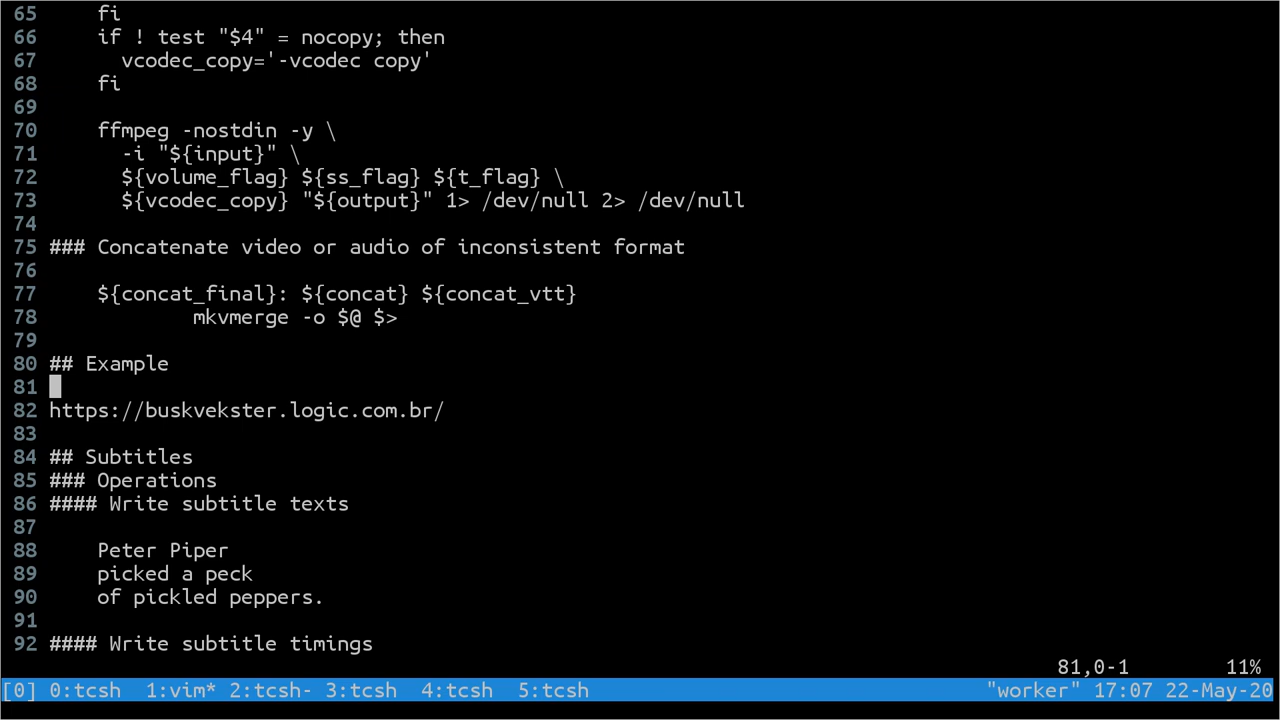 65     fi
66     if ! test "$4" = nocopy; then
67       vcodec_copy='-vcodec copy'
68     fi
69
70     ffmpeg -nostdin -y \
71       -i "${input}" \
72       ${volume_flag} ${ss_flag} ${t_flag} \
73       ${vcodec_copy} "${output}" 1> /dev/null 2> /dev/null
74
75 ### Concatenate video or audio of inconsistent format
76
77     ${concat_final}: ${concat} ${concat_vtt}
78             mkvmerge -o $@ $>
79
80 ## Example
81
82 https://buskvekster.logic.com.br/
83
84 ## Subtitles
85 ### Operations
86 #### Write subtitle texts
87
88     Peter Piper
89     picked a peck
90     of pickled peppers.
91
92 #### Write subtitle timings
81,0-1        11%
[0] 0:tcsh  1:vim* 2:tcsh- 3:tcsh  4:tcsh  5:tcsh        "worker" 17:07 22-May-20